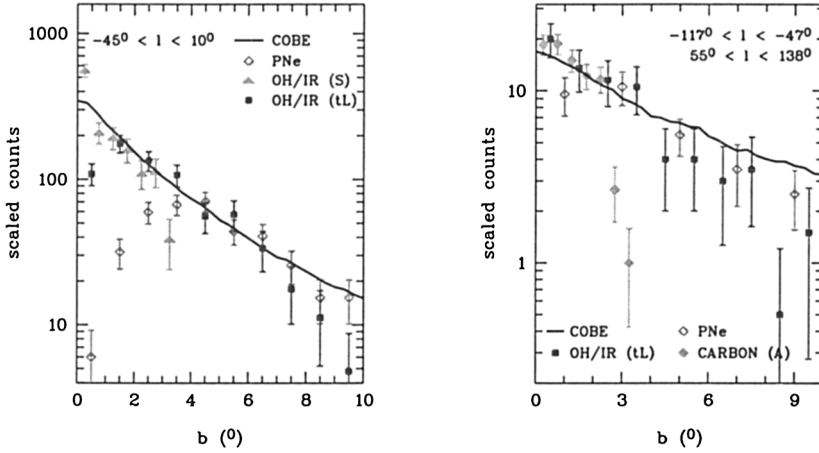 -45⁰ < l < 10⁰
COBE
PNe
OH/IR (S)
OH/IR (tL)
1000
100
10
scaled counts
0 2 4 6 8 10
b (⁰)
-117⁰ < l < -47⁰
55⁰ < l < 138⁰
10
1
scaled counts
COBE
PNe
OH/IR (tL)
CARBON (A)
0 3 6 9
b (⁰)